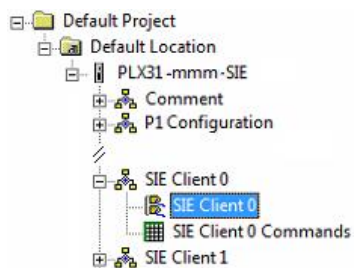 Default Project
Default Location
PLX31-mmm-SIE
Comment
P1 Configuration
SIE Client 0
SIE Client 0
SIE Client 0 Commands
SIE Client 1